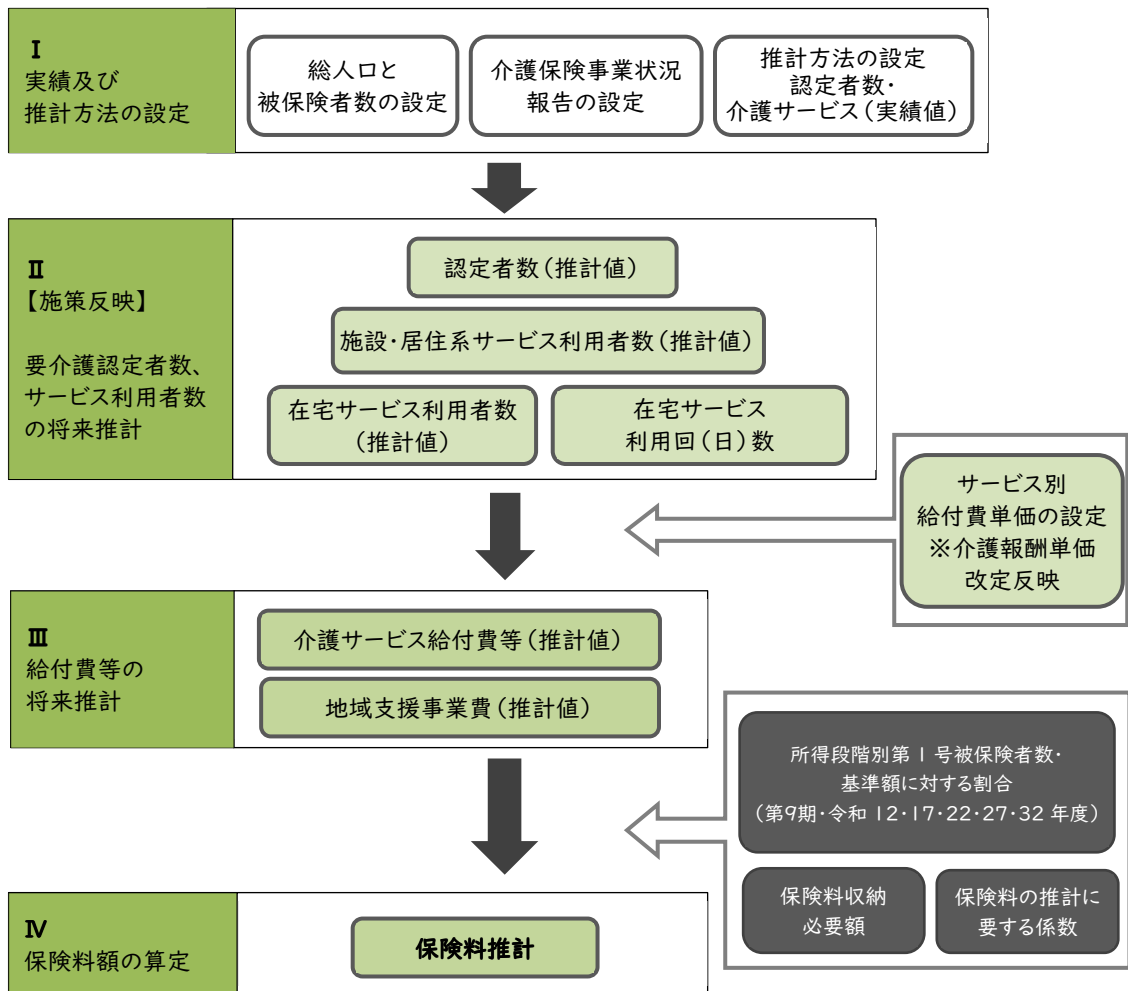 Ⅰ
実績及び
推計方法の設定
総人口と
被保険者数の設定
介護保険事業状況
報告の設定
推計方法の設定
認定者数・
介護サービス(実績値)
Ⅱ
【施策反映】
要介護認定者数、
サービス利用者数
の将来推計
認定者数(推計値)
施設・居住系サービス利用者数(推計値)
在宅サービス利用者数
(推計値)
在宅サービス
利用回(日)数
サービス別
給付費単価の設定
※介護報酬単価
改定反映
Ⅲ
給付費等の
将来推計
介護サービス給付費等(推計値)
地域支援事業費(推計値)
所得段階別第1号被保険者数・
基準額に対する割合
(第9期・令和12・17・22・27・32年度)
保険料収納
必要額
保険料の推計に
要する係数
Ⅳ
保険料額の算定
保険料推計